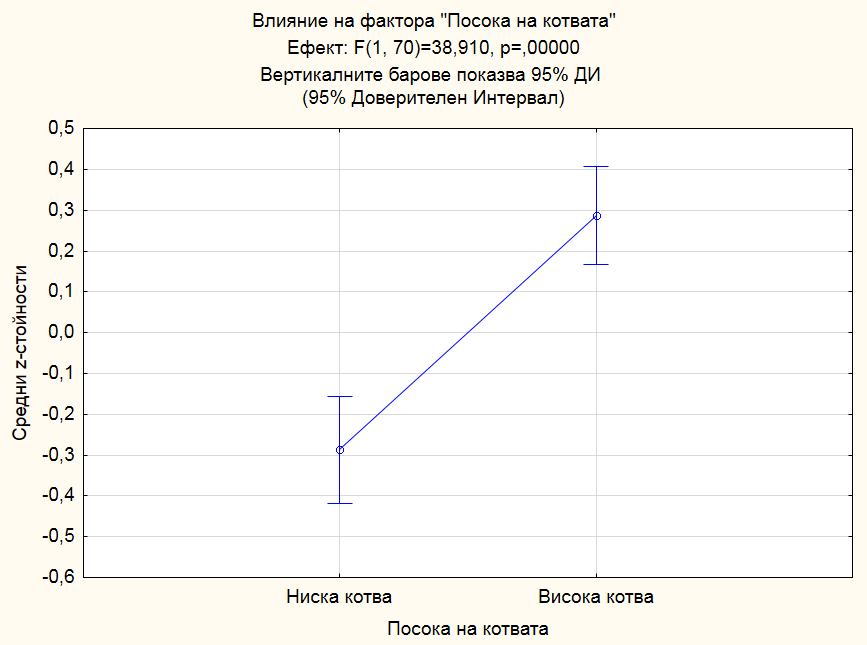 Влияние на фактора "Посока на котвата"
Ефект: F(1, 70)=38,910, p=,00000
Вертикалните барове показва 95% ДИ
(95% Доверителен Интервал)
0,5
0,4
0,3
0,2
0,1
0,0
-0,1
-0,2
-0,3
-0,4
-0,5
-0,6
Средни z-стойности
Ниска котва
Висока котва
Посока на котвата